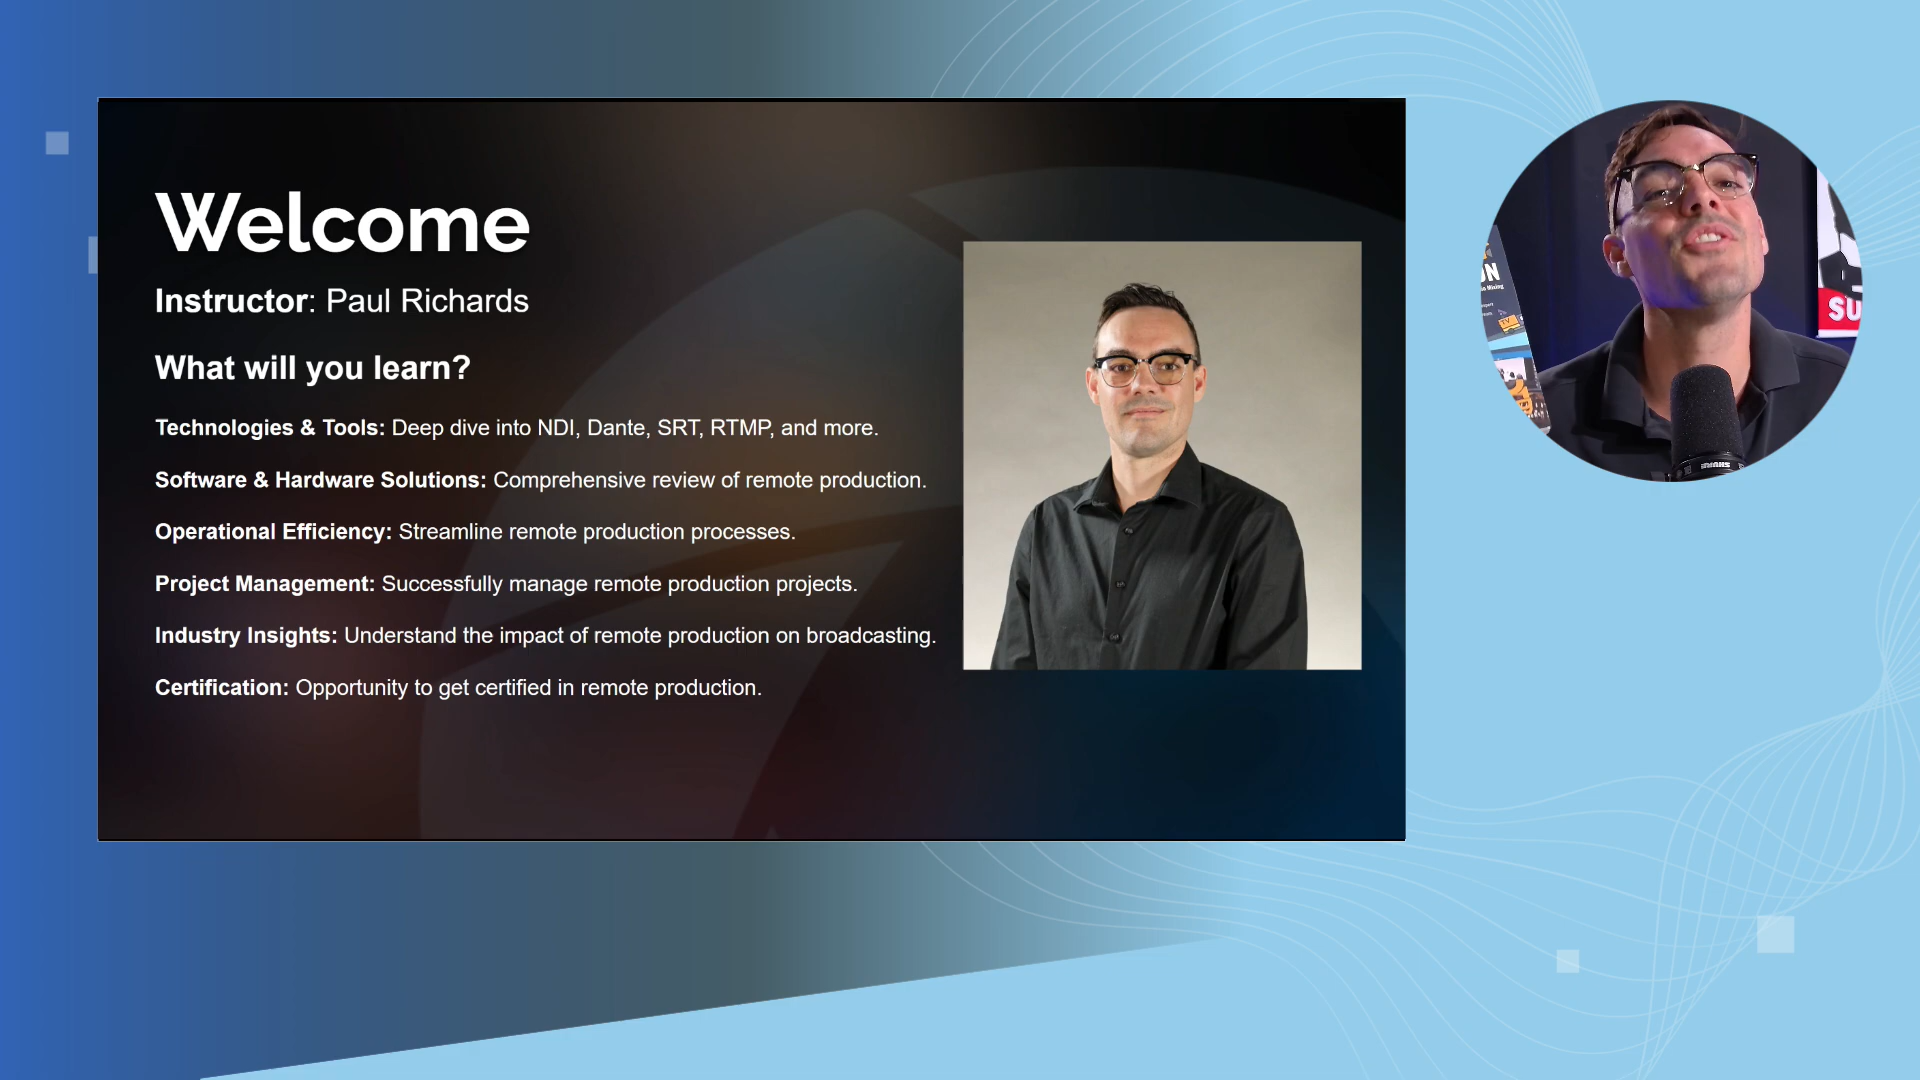 Welcome
Instructor: Paul Richards
What will you learn?
Technologies & Tools: Deep dive into NDI, Dante, SRT, RTMP, and more.
Software & Hardware Solutions: Comprehensive review of remote production.
Operational Efficiency: Streamline remote production processes.
Project Management: Successfully manage remote production projects.
Industry Insights: Understand the impact of remote production on broadcasting.
Certification: Opportunity to get certified in remote production.
SU
SHURE